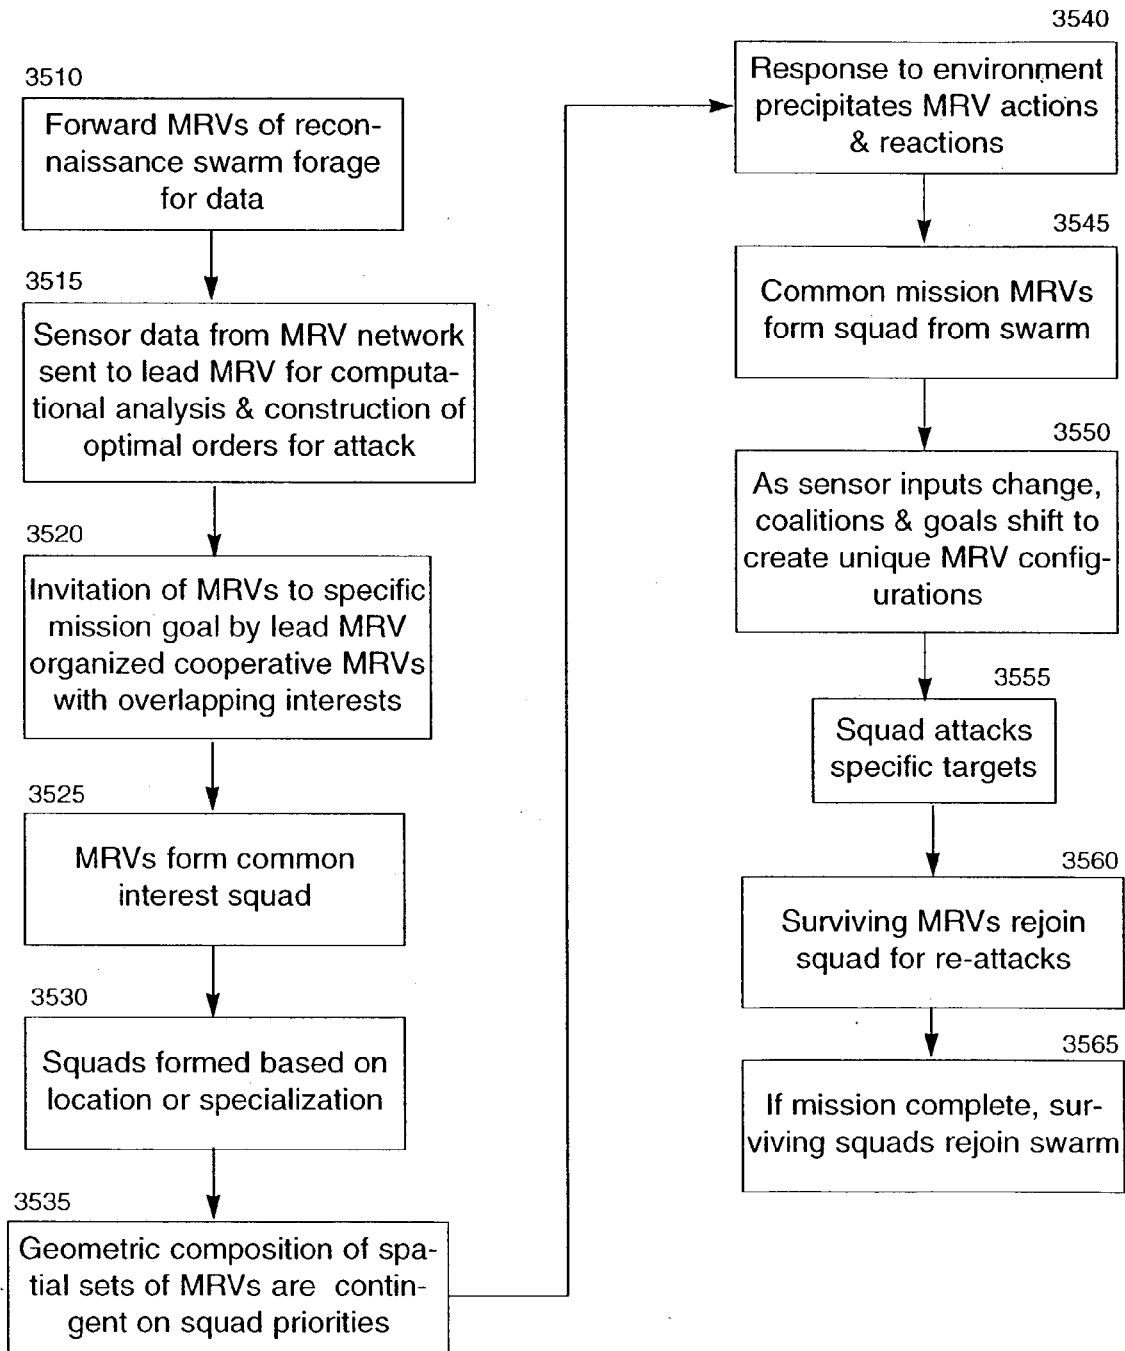 3510
Forward MRVs of recon-
naissance swarm forage
for data
3515
Sensor data from MRV network
sent to lead MRV for computa-
tional analysis & construction of
optimal orders for attack
3520
Invitation of MRVs to specific
mission goal by lead MRV
organized cooperative MRVs
with overlapping interests
3525
MRVs form common
interest squad
3530
Squads formed based on
location or specialization
3535
Geometric composition of spa-
tial sets of MRVs are contin-
gent on squad priorities
3540
Response to environment
precipitates MRV actions
& reactions
3545
Common mission MRVs
form squad from swarm
3550
As sensor inputs change,
coalitions & goals shift to
create unique MRV config-
urations
3555
Squad attacks
specific targets
3560
Surviving MRVs rejoin
squad for re-attacks
3565
If mission complete, sur-
viving squads rejoin swarm